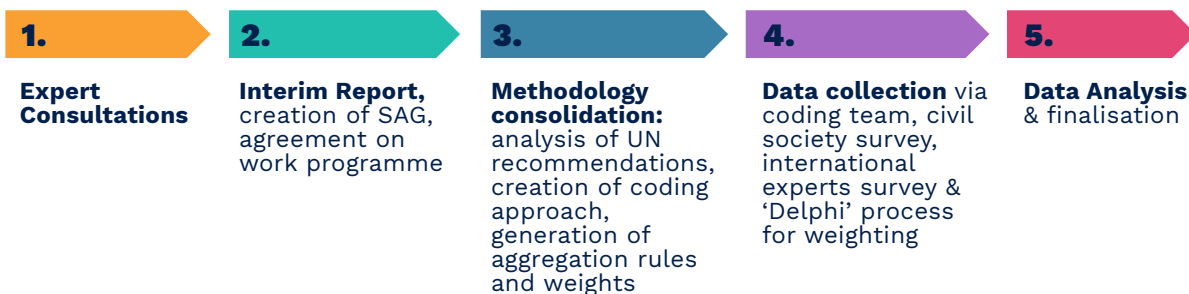 1.
Expert
Consultations
2.
Interim Report,
creation of SAG,
agreement on
work programme
3.
Methodology
consolidation:
analysis of UN
recommendations,
creation of coding
approach,
generation of
aggregation rules
and weights
4.
Data collection via
coding team, civil
society survey,
international
experts survey &
‘Delphi’ process
for weighting
5.
Data Analysis
& finalisation